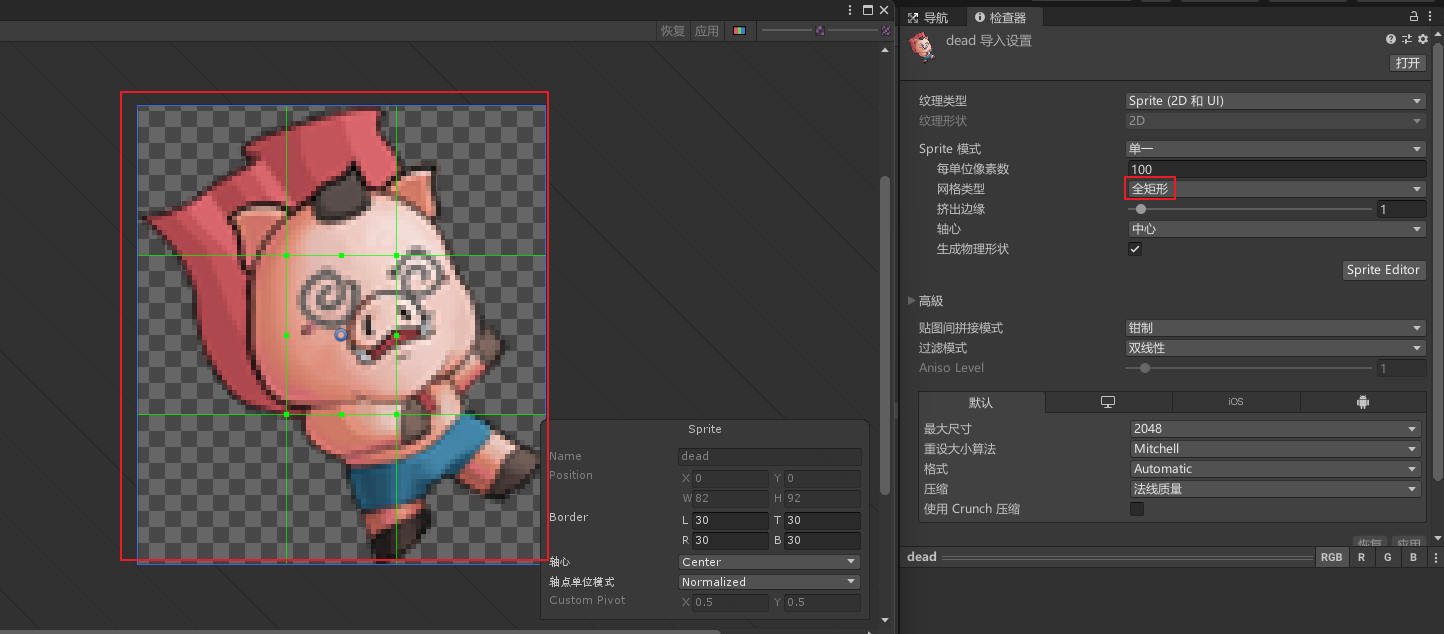 恢复 应用
Sprite
Name dead
Position X 0 Y 0
W 82 H 92
Border L 30 T 30
R 30 B 30
轴心 Center
轴点单位模式 Normalized
Custom Pivot X 0.5 Y 0.5
导航 检查器
dead 导入设置
打开
纹理类型 Sprite (2D 和 UI)
纹理形状 2D
Sprite 模式 单一
每单位像素数 100
网格类型 全矩形
挤出边缘 1
轴心 中心
生成物理形状
Sprite Editor
高級
贴图间拼接模式 钳制
过滤模式 双线性
Aniso Level 1
默认 iOS
最大尺寸 2048
重设大小算法 Mitchell
格式 Automatic
压缩 法线质量
使用 Crunch 压缩
恢复 应用
dead RGB R G B